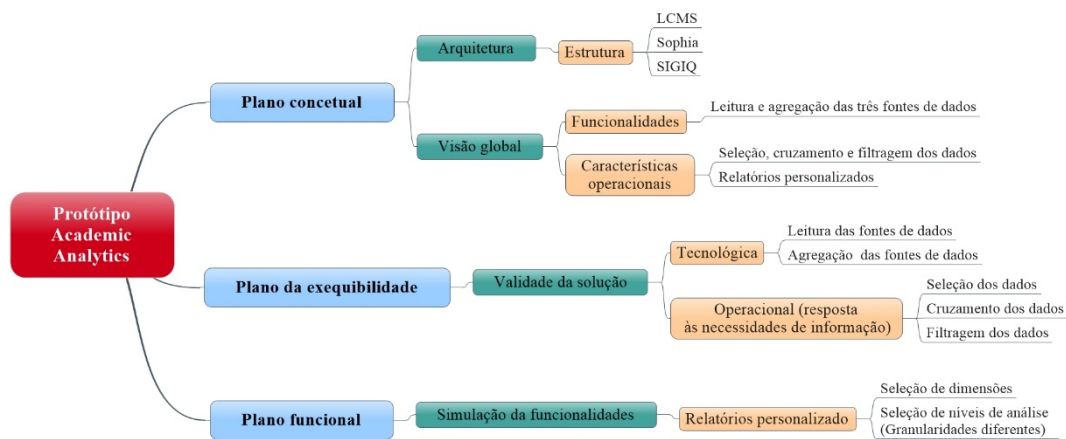 Protótipo
Academic
Analytics
Plano concetual
Arquitetura
Estrutura
LCMS
Sophia
SIGIQ
Visão global
Funcionalidades
Leitura e agregação das três fontes de dados
Características
operacionais
Seleção, cruzamento e filtragem dos dados
Relatórios personalizados
Plano da exequibilidade
Validade da solução
Tecnológica
Leitura das fontes de dados
Agregação das fontes de dados
Operacional (resposta
às necessidades de informação)
Seleção dos dados
Cruzamento dos dados
Filtragem dos dados
Plano funcional
Simulação da funcionalidades
Relatórios personalizado
Seleção de dimensões
Seleção de níveis de análise
(Granularidades diferentes)